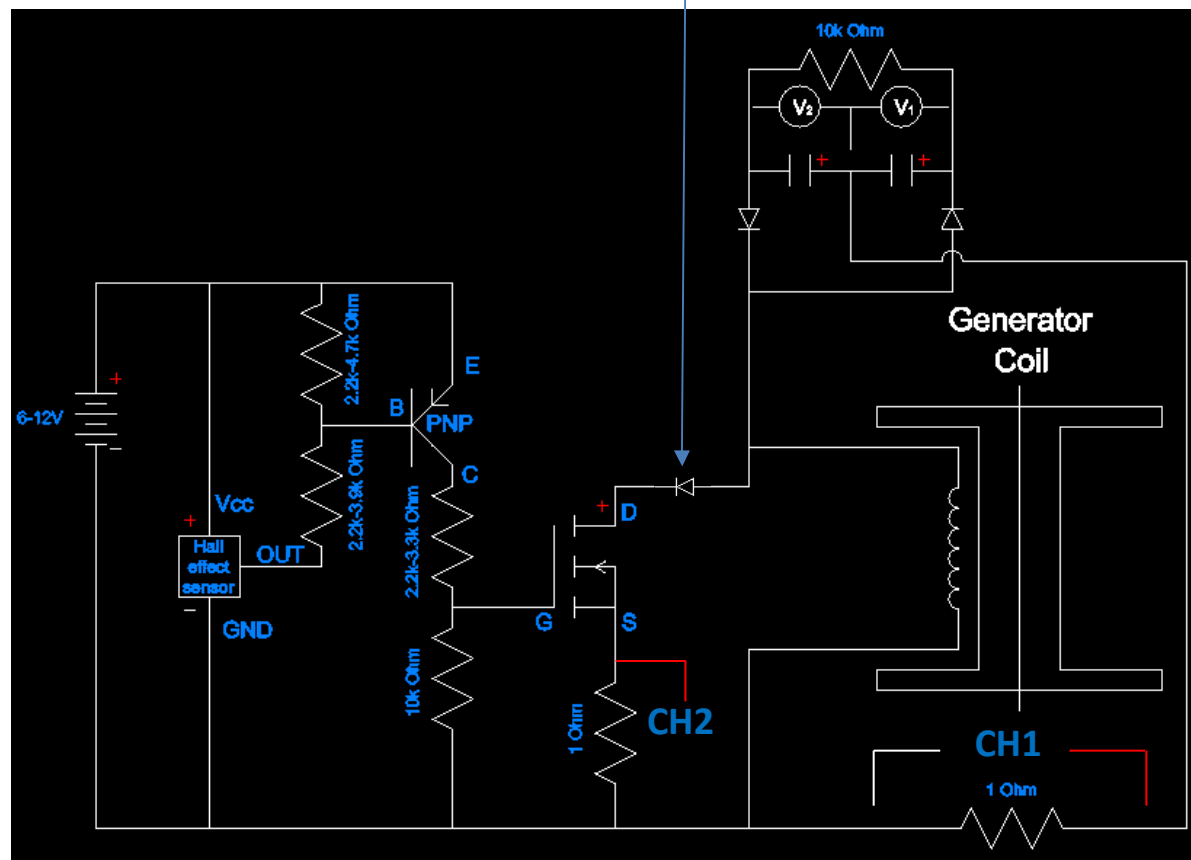 10k Ohm
V2
V1
+
+
Generator
Coil
+
6-12V
-
2.2k-4.7k Ohm
E
B
PNP
C
2.2k-3.9k Ohm
Vcc
+
Hall
effect
sensor
OUT
-
GND
2.2k-3.3k Ohm
+
D
G
S
10k Ohm
1 Ohm
CH2
CH1
1 Ohm